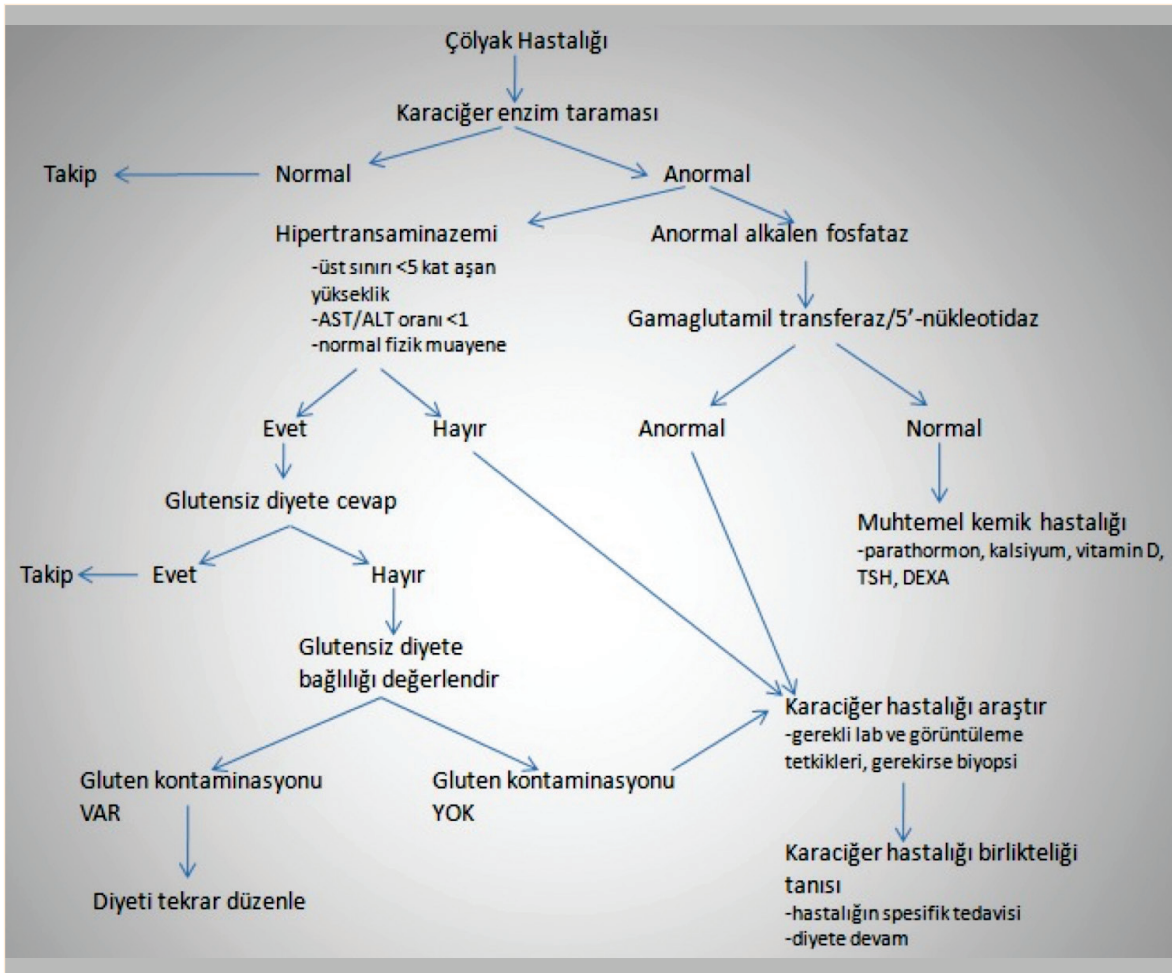 Çölyak Hastalığı
Karaciğer enzim taraması
Takip
Normal
Anormal
Hipertransaminazemi
-üst sınırı <5 kat aşan
yükseklik
-AST/ALT oranı <1
-normal fizik muayene
Anormal alkalen fosfataz
Gamaglutamil transferaz/5'-nükleotidaz
Evet
Hayır
Anormal
Normal
Glutensiz diyete cevap
Muhtemel kemik hastalığı
-parathormon, kalsiyum, vitamin D,
TSH, DEXA
Takip
Evet
Hayır
Glutensiz diyete
bağlılığı değerlendir
Karaciğer hastalığı araştır
-gerekli lab ve görüntüleme
tetkikleri, gerekirse biyopsi
Gluten kontaminasyonu
VAR
Gluten kontaminasyonu
YOK
Diyeti tekrar düzenle
Karaciğer hastalığı birlikteliği
tanısı
-hastalığın spesifik tedavisi
-diyete devam